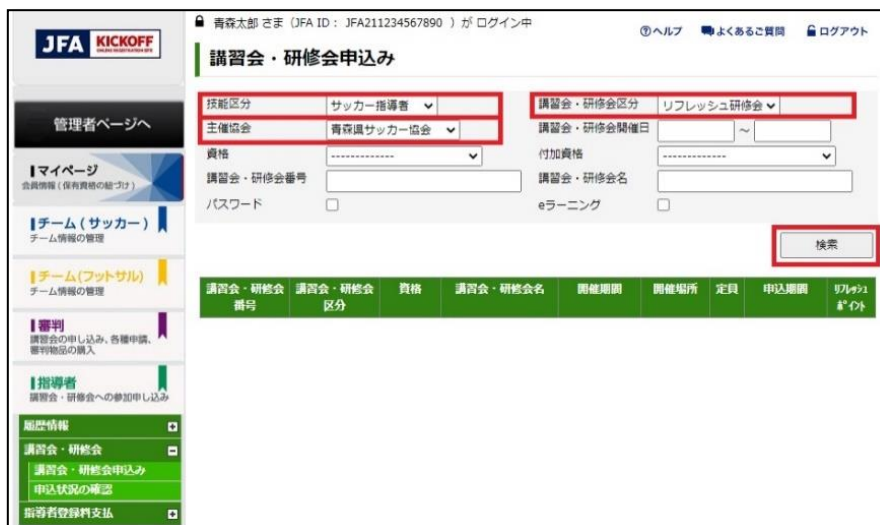 青森太郎 さま（JFA ID： JFA211234567890 ）が ログイン中
?ヘルプ よくあるご質問 ログアウト
JFA KICKOFF
ONLINE REGISTRATION SITE
講習会・研修会申込み
管理者ページへ
マイページ
会員情報(保有資格の紐づけ)
チーム(サッカー)
チーム情報の管理
チーム(フットサル)
チーム情報の管理
審判
講習会の申し込み、各種申請、
審判物品の購入
指導者
講習会・研修会への参加申し込み
履歴情報
講習会・研修会
講習会・研修会申込み
申込状況の確認
指導者登録料支払
技能区分 サッカー指導者 講習会・研修会区分 リフレッシュ研修会
主催協会 青森県サッカー協会 講習会・研修会開催日 ～
資格 ------------- 付加資格 -------------
講習会・研修会番号 講習会・研修会名
パスワード eラーニング
検索
講習会・研修会番号 講習会・研修会区分 資格 講習会・研修会名 開催期間 開催場所 定員 申込期間 リフレッシュポイント